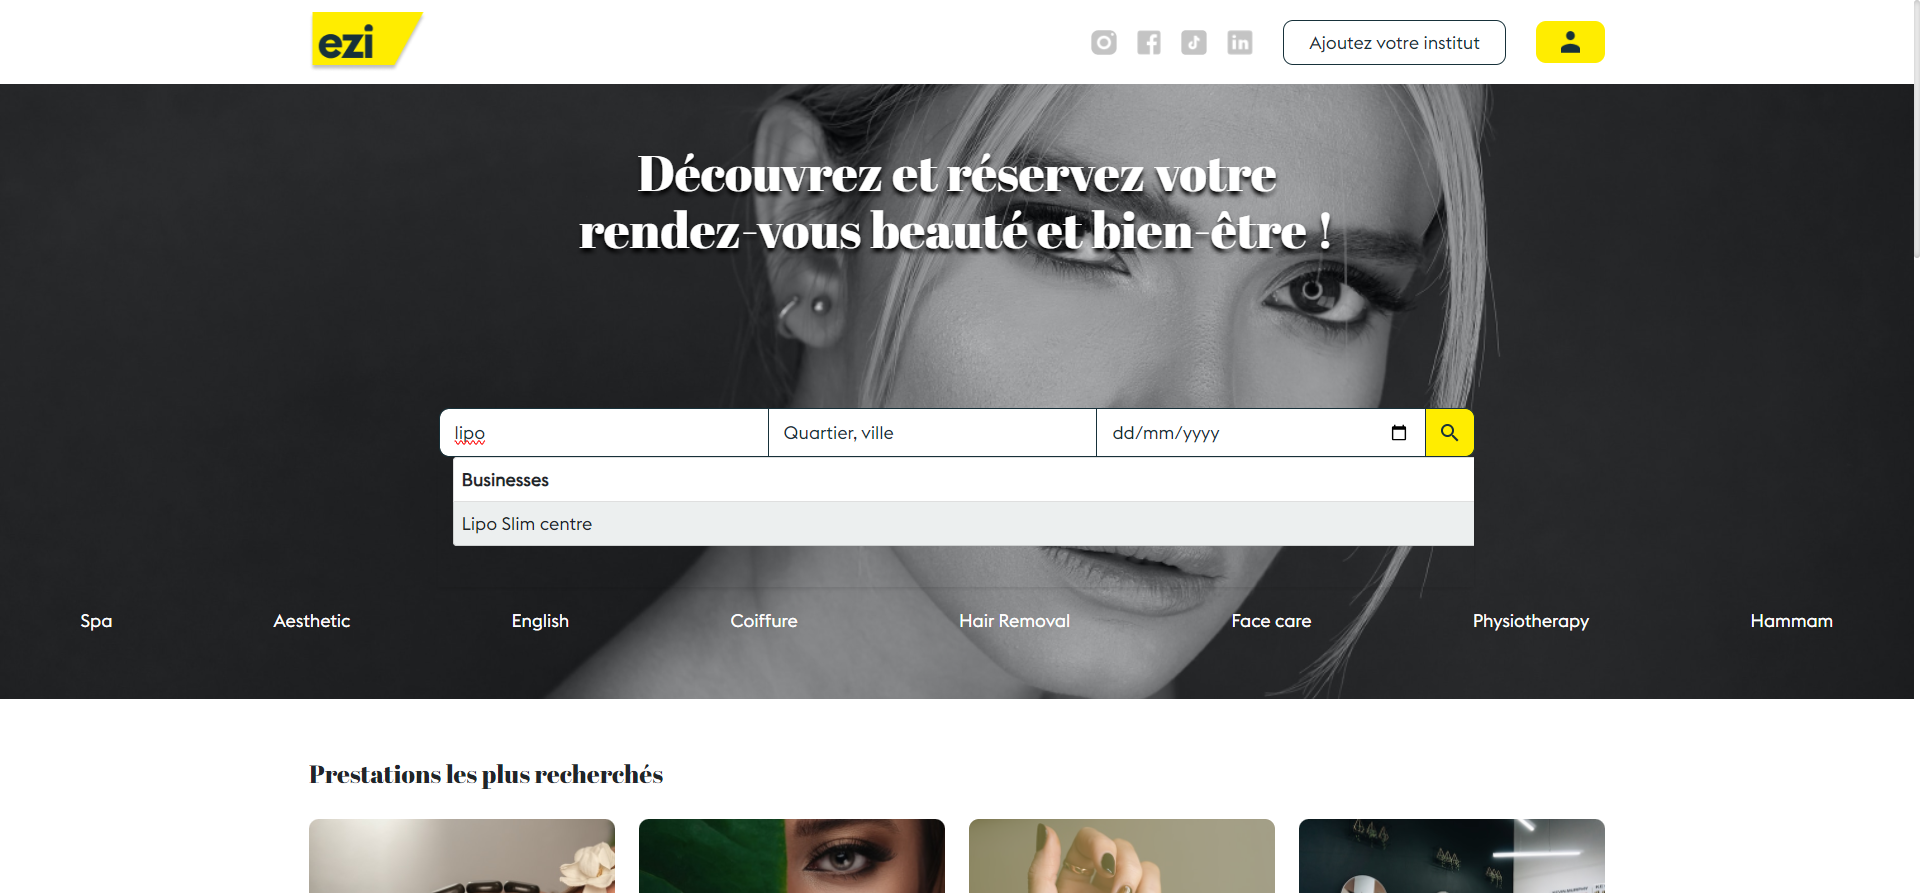 ezi
Ajoutez votre institut
Découvrez et réservez votre
rendez-vous beauté et bien-être !
lipo
Quartier, ville
dd/mm/yyyy
Businesses
Lipo Slim centre
Spa
Aesthetic
English
Coiffure
Hair Removal
Face care
Physiotherapy
Hammam
Prestations les plus recherchés